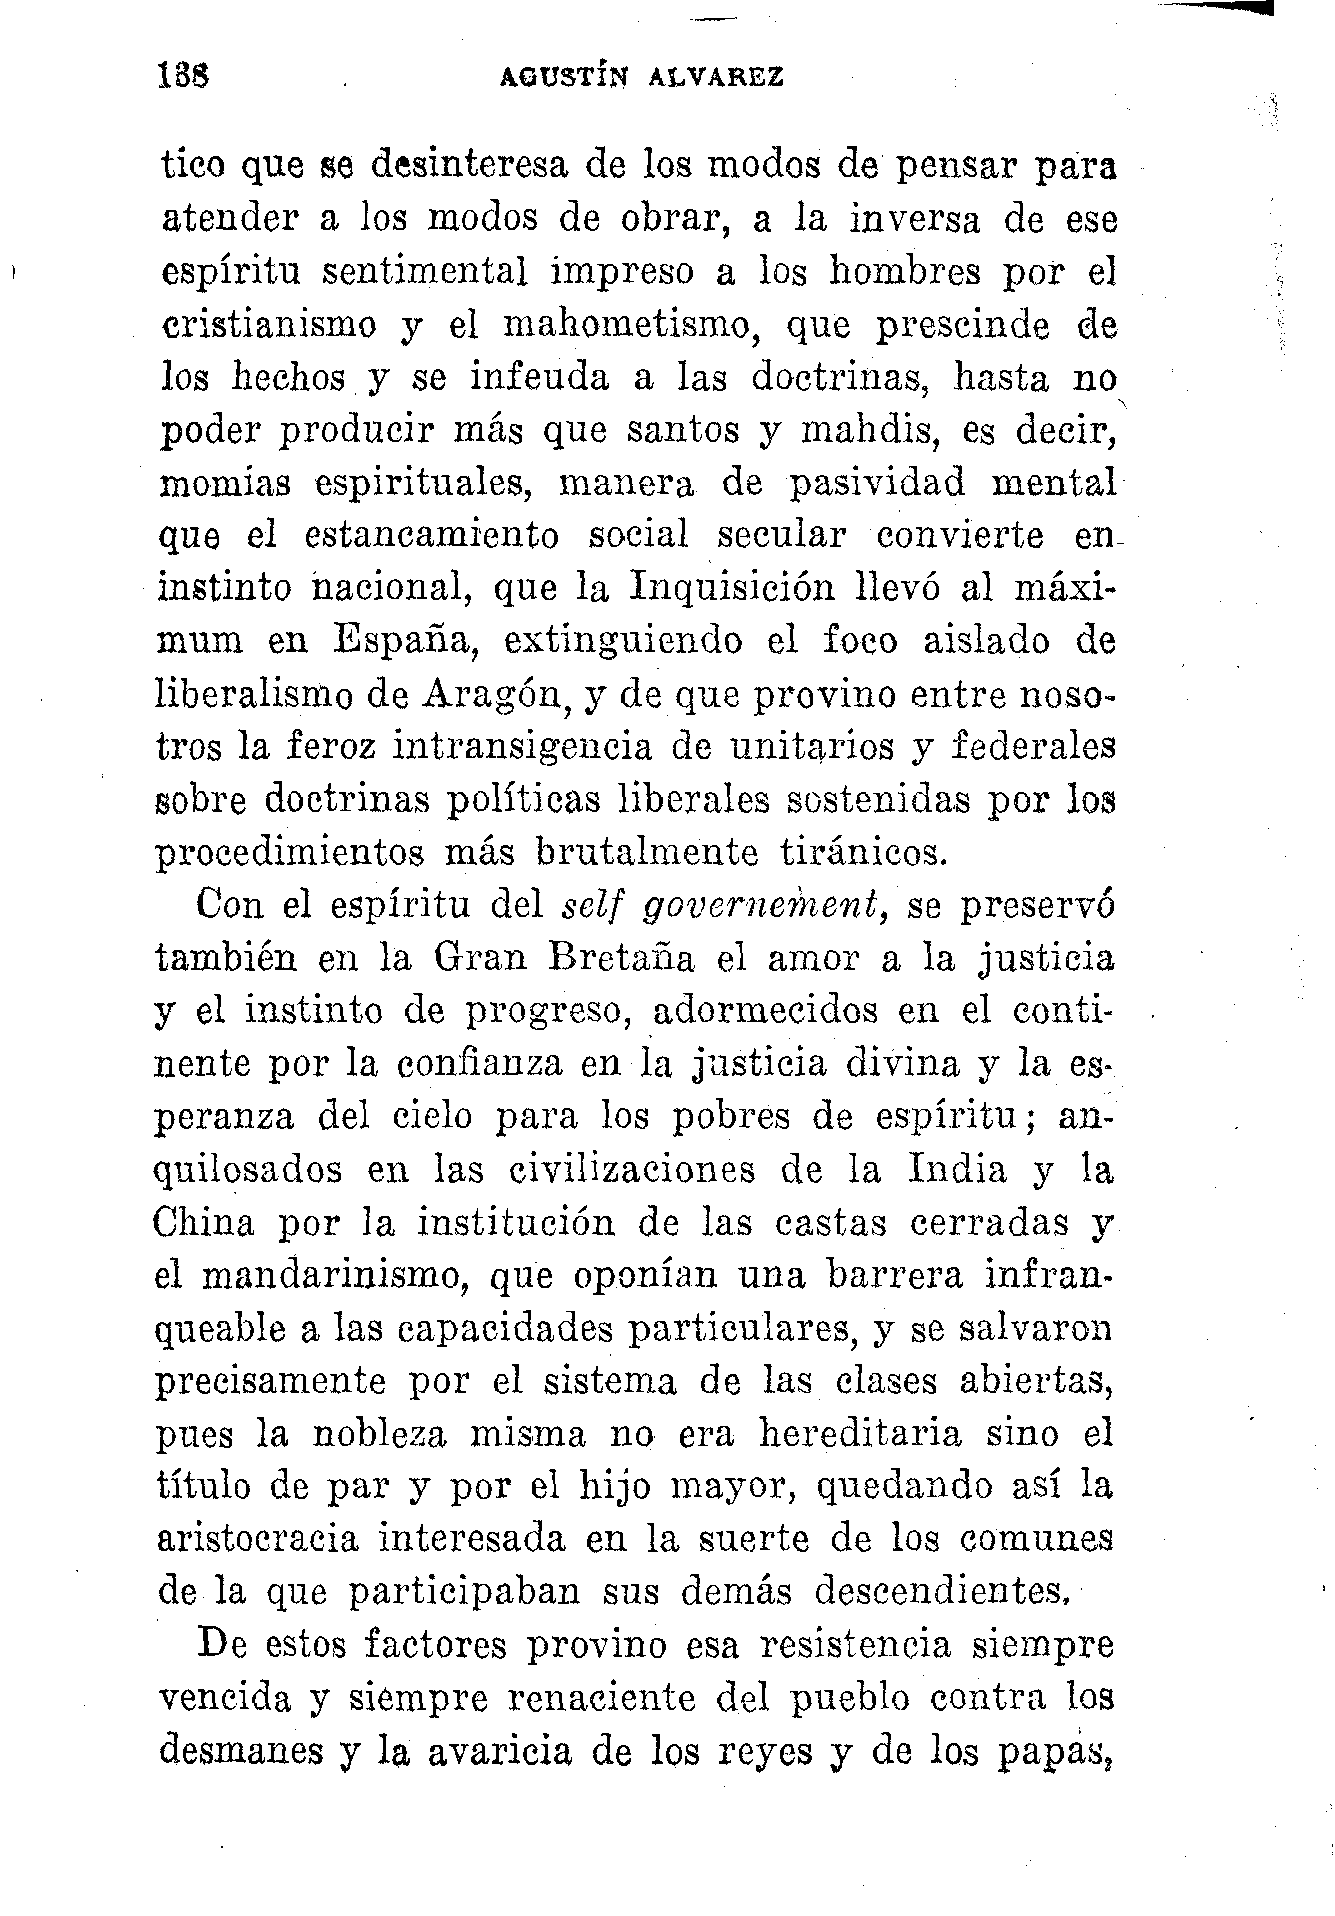 138 AGUSTÍN ALVAREZ
tico que se desinteresa de los modos de pensar para
atender a los modos de obrar, a la inversa de ese
espíritu sentimental impreso a los hombres por el
cristianismo y el mahometismo, que prescinde de
los hechos y se infeuda a las doctrinas, hasta no
poder producir más que santos y mahdis, es decir,
momias espirituales, manera de pasividad mental
que el estancamiento social secular convierte en
instinto nacional, que la Inquisición llevó al máxi-
mum en España, extinguiendo el foco aislado de
liberalismo de Aragón, y de que provino entre noso-
tros la feroz intransigencia de unitarios y federales
sobre doctrinas políticas liberales sostenidas por los
procedimientos más brutalmente tiránicos.
Con el espíritu del self governement, se preservó
también en la Gran Bretaña el amor a la justicia
y el instinto de progreso, adormecidos en el conti-
nente por la confianza en la justicia divina y la es-
peranza del cielo para los pobres de espíritu; an-
quilosados en las civilizaciones de la India y la
China por la institución de las castas cerradas y
el mandarinismo, que oponían una barrera infran-
queable a las capacidades particulares, y se salvaron
precisamente por el sistema de las clases abiertas,
pues la nobleza misma no era hereditaria sino el
título de par y por el hijo mayor, quedando así la
aristocracia interesada en la suerte de los comunes
de la que participaban sus demás descendientes.
De estos factores provino esa resistencia siempre
vencida y siempre renaciente del pueblo contra los
desmanes y la avaricia de los reyes y de los papas,